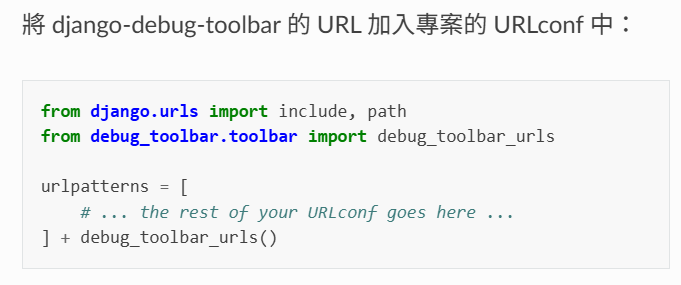 將 django-debug-toolbar 的 URL 加入專案的 URLconf 中：
from django.urls import include, path
from debug_toolbar.toolbar import debug_toolbar_urls
urlpatterns = [
    # ... the rest of your URLconf goes here ...
] + debug_toolbar_urls()